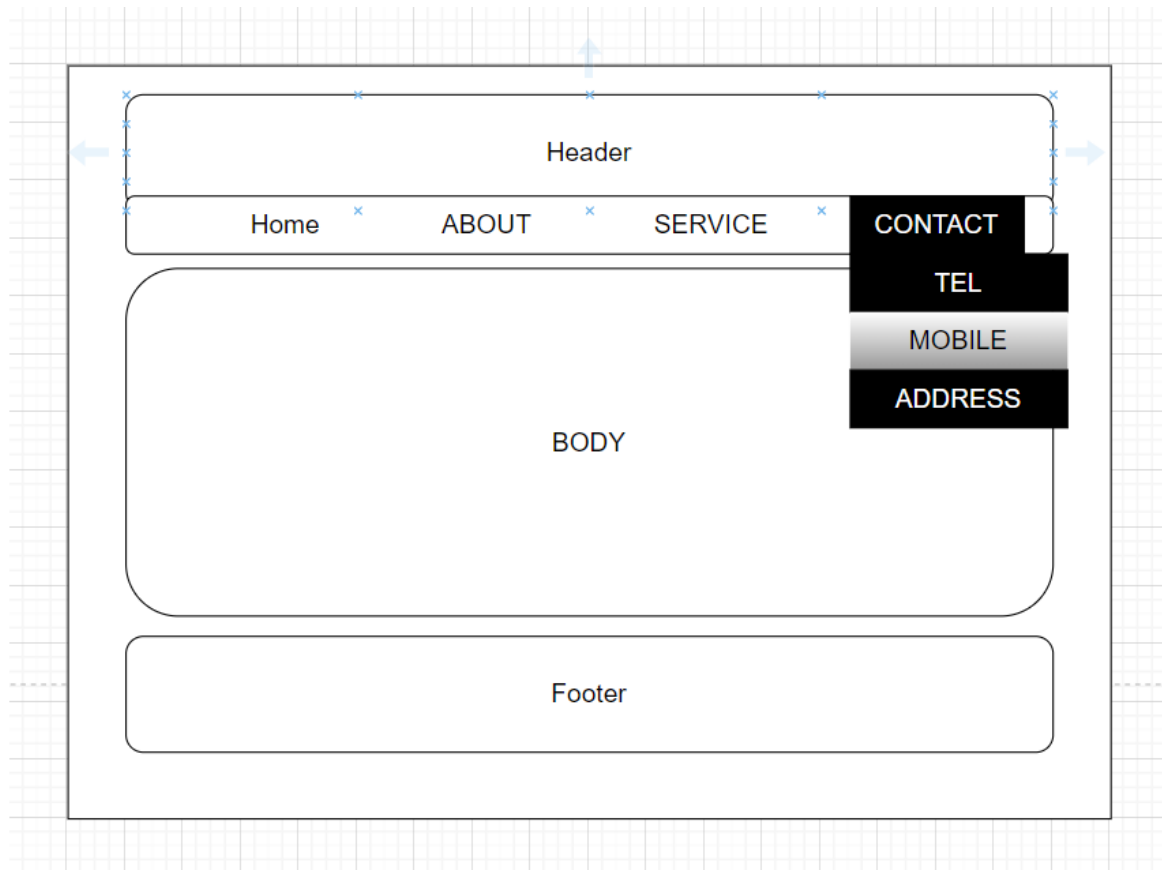 Header
Home ABOUT SERVICE CONTACT
TEL
MOBILE
ADDRESS
BODY
Footer